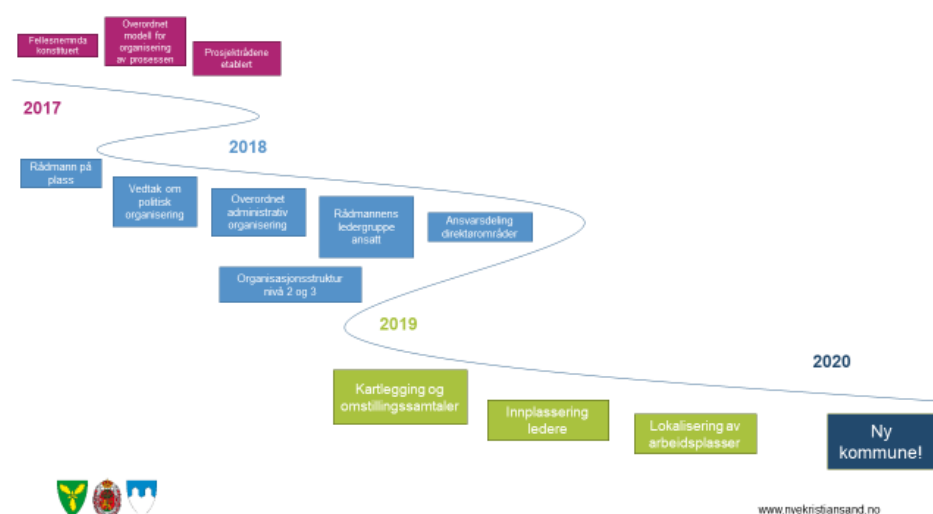 Fellesnemnda
konstituert
Overordnet
modell for
organisering
av prosessen
Prosjektrådene
etablert
2017
2018
Rådmann på
plass
Vedtak om
politisk
organisering
Overordnet
administrativ
organisering
Rådmannens
ledergruppe
ansatt
Ansvarsdeling
direktørområder
Organisasjonsstruktur
nivå 2 og 3
2019
2020
Kartlegging og
omstillingssamtaler
Innplassering
ledere
Lokalisering av
arbeidsplasser
Ny
kommune!
www.nyekristiansand.no